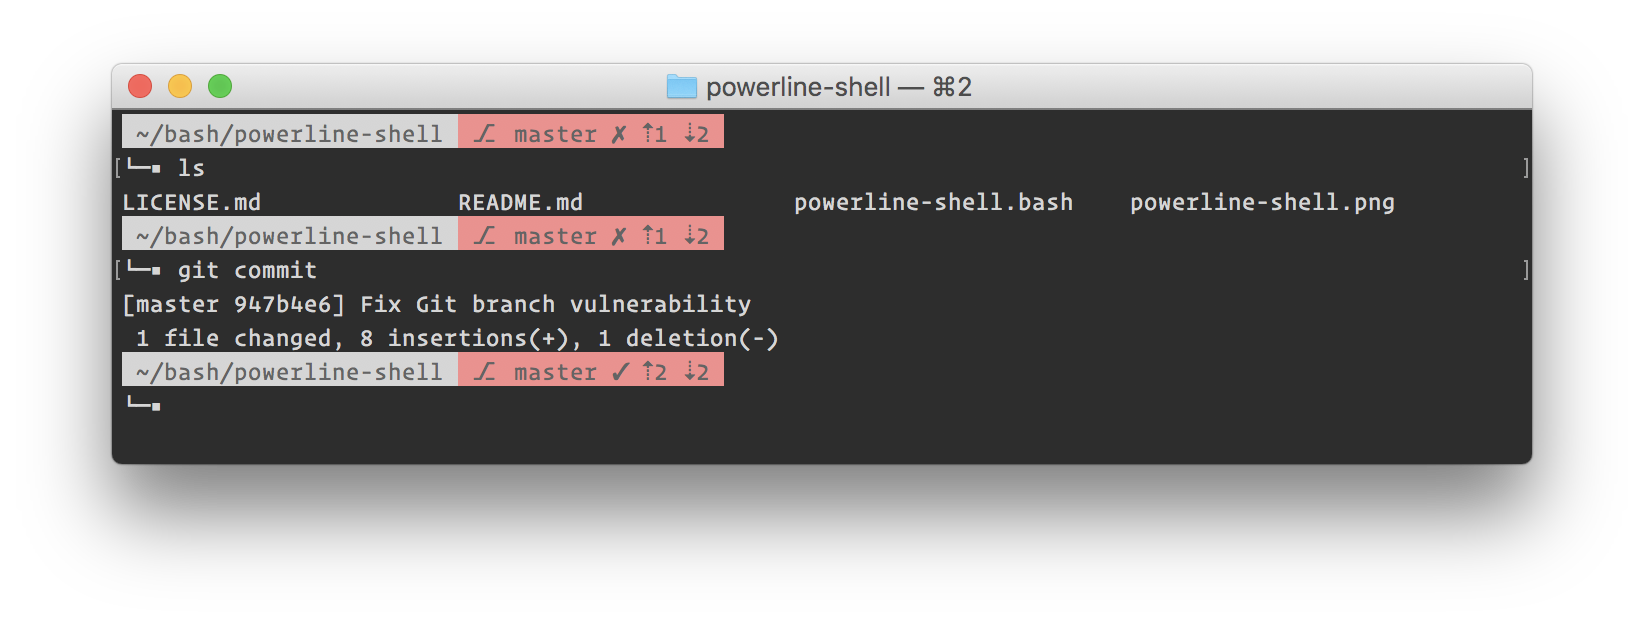 powerline-shell — ⌘2
~/bash/powerline-shell ⎇ master ✗ ⇡1 ⇣2
[└─▪ ls ]
LICENSE.md README.md powerline-shell.bash powerline-shell.png
~/bash/powerline-shell ⎇ master ✗ ⇡1 ⇣2
[└─▪ git commit ]
[master 947b4e6] Fix Git branch vulnerability
1 file changed, 8 insertions(+), 1 deletion(-)
~/bash/powerline-shell ⎇ master ✓ ⇡2 ⇣2
└─▪